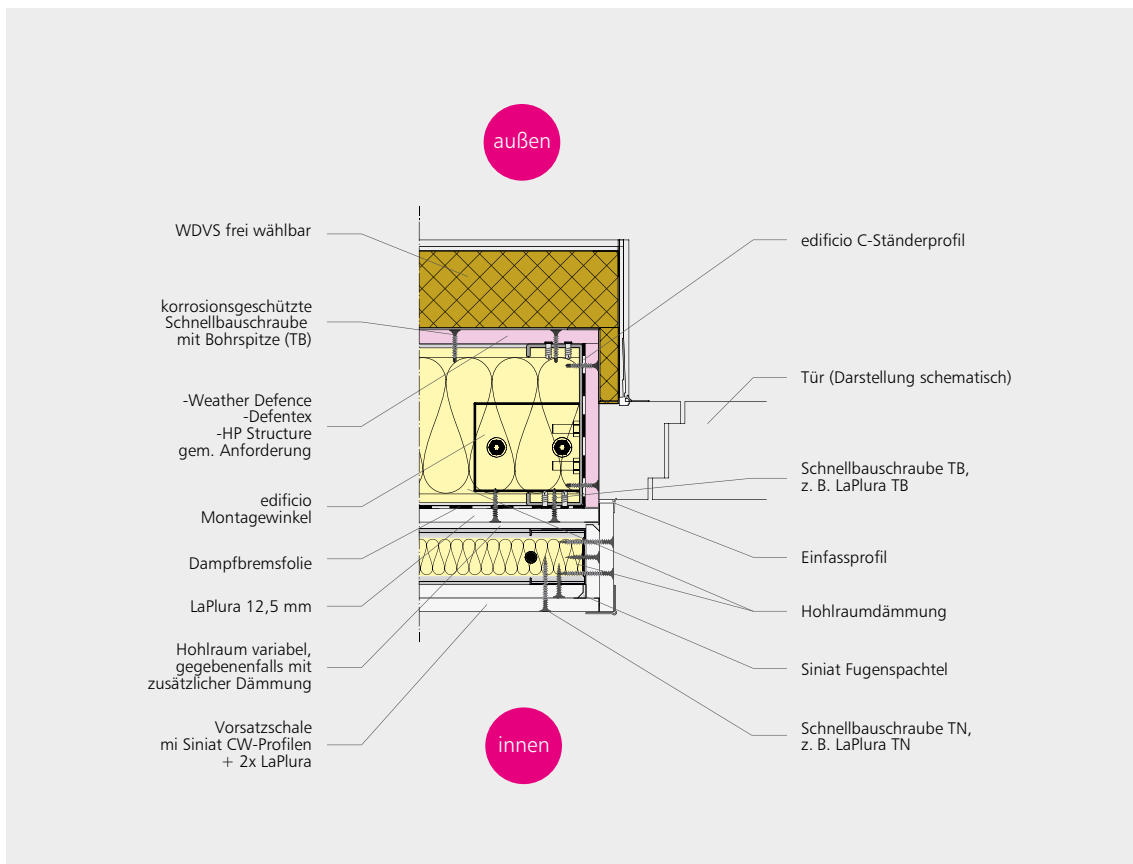 außen
WDVS frei wählbar
korrosionsgeschützte
Schnellbauschraube
mit Bohrspitze (TB)
-Weather Defence
-Defentex
-HP Structure
gem. Anforderung
edificio
Montagewinkel
Dampfbremsfolie
LaPlura 12,5 mm
Hohlraum variabel,
gegebenenfalls mit
zusätzlicher Dämmung
Vorsatzschale
mi Siniat CW-Profilen
+ 2x LaPlura
edificio C-Ständerprofil
Tür (Darstellung schematisch)
Schnellbauschraube TB,
z. B. LaPlura TB
Einfassprofil
Hohlraumdämmung
Siniat Fugenspachtel
Schnellbauschraube TN,
z. B. LaPlura TN
innen